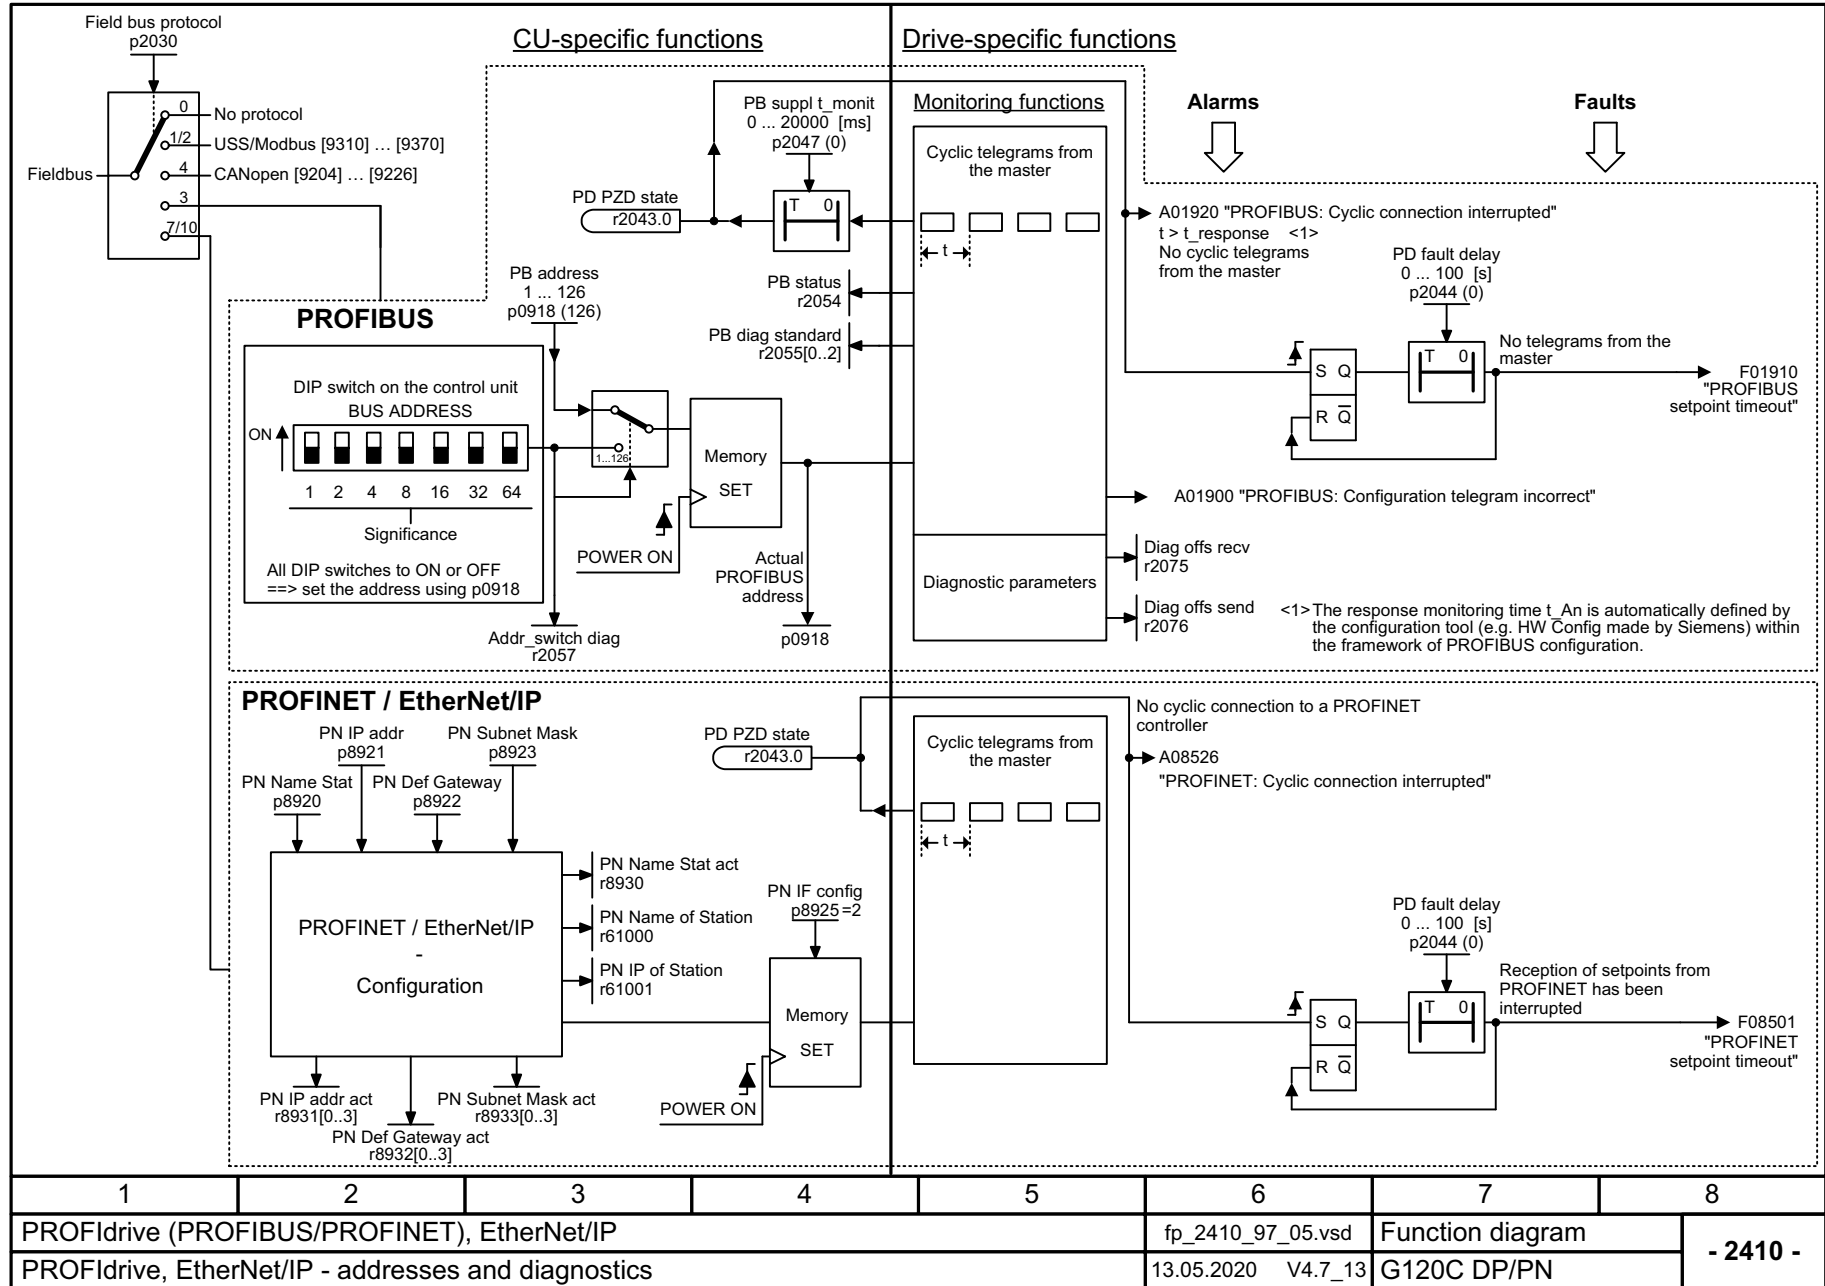 Field bus protocol
p2030
CU-specific functions
Drive-specific functions
0
No protocol
1/2
USS/Modbus [9310] … [9370]
Fieldbus
4
CANopen [9204] … [9226]
3
7/10
PB suppl t_monit
0 ... 20000 [ms]
p2047 (0)
T 0
PD PZD state
r2043.0
Monitoring functions
Cyclic telegrams from
the master
t
Alarms
Faults
A01920 "PROFIBUS: Cyclic connection interrupted"
t > t_response <1>
No cyclic telegrams
from the master
PB status
r2054
PB diag standard
r2055[0..2]
PB address
1 ... 126
p0918 (126)
PROFIBUS
DIP switch on the control unit
BUS ADDRESS
ON
1 2 4 8 16 32 64
Significance
All DIP switches to ON or OFF
==> set the address using p0918
1...126
Memory
SET
POWER ON
Addr_switch diag
r2057
Actual
PROFIBUS
address
p0918
PD fault delay
0 ... 100 [s]
p2044 (0)
S Q
R Q
T 0
No telegrams from the
master
F01910
"PROFIBUS
setpoint timeout"
A01900 "PROFIBUS: Configuration telegram incorrect"
Diagnostic parameters
Diag offs recv
r2075
Diag offs send
r2076
<1> The response monitoring time t_An is automatically defined by
the configuration tool (e.g. HW Config made by Siemens) within
the framework of PROFIBUS configuration.
PROFINET / EtherNet/IP
PN IP addr
p8921
PN Subnet Mask
p8923
PN Name Stat
p8920
PN Def Gateway
p8922
PROFINET / EtherNet/IP
-
Configuration
PN Name Stat act
r8930
PN Name of Station
r61000
PN IP of Station
r61001
PN IP addr act
r8931[0..3]
PN Subnet Mask act
r8933[0..3]
PN Def Gateway act
r8932[0..3]
PD PZD state
r2043.0
PN IF config
p8925 =2
Memory
SET
POWER ON
Cyclic telegrams from
the master
t
No cyclic connection to a PROFINET
controller
A08526
"PROFINET: Cyclic connection interrupted"
PD fault delay
0 ... 100 [s]
p2044 (0)
S Q
R Q
T 0
Reception of setpoints from
PROFINET has been
interrupted
F08501
"PROFINET
setpoint timeout"
1 2 3 4 5 6 7 8
PROFIdrive (PROFIBUS/PROFINET), EtherNet/IP
fp_2410_97_05.vsd
Function diagram
- 2410 -
PROFIdrive, EtherNet/IP - addresses and diagnostics
13.05.2020 V4.7_13
G120C DP/PN